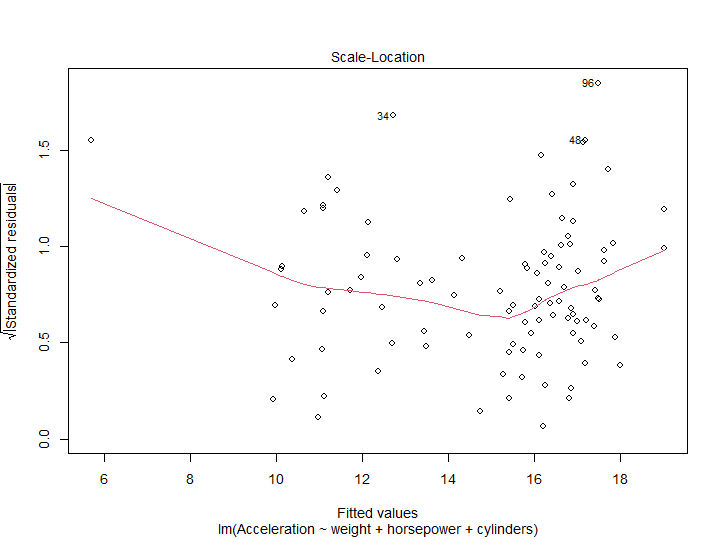 Scale-Location
96
34
48
1.5
1.0
0.5
0.0
√|Standardized residuals|
6 8 10 12 14 16 18
Fitted values
lm(Acceleration ~ weight + horsepower + cylinders)